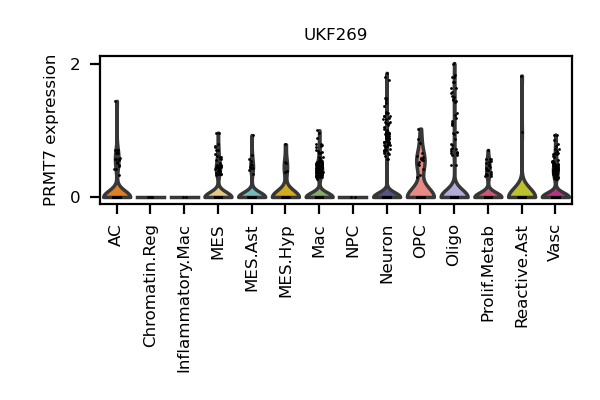 UKF269
PRMT7 expression
2
0
AC
Chromatin.Reg
Inflammatory.Mac
MES
MES.Ast
MES.Hyp
Mac
NPC
Neuron
OPC
Oligo
Prolif.Metab
Reactive.Ast
Vasc